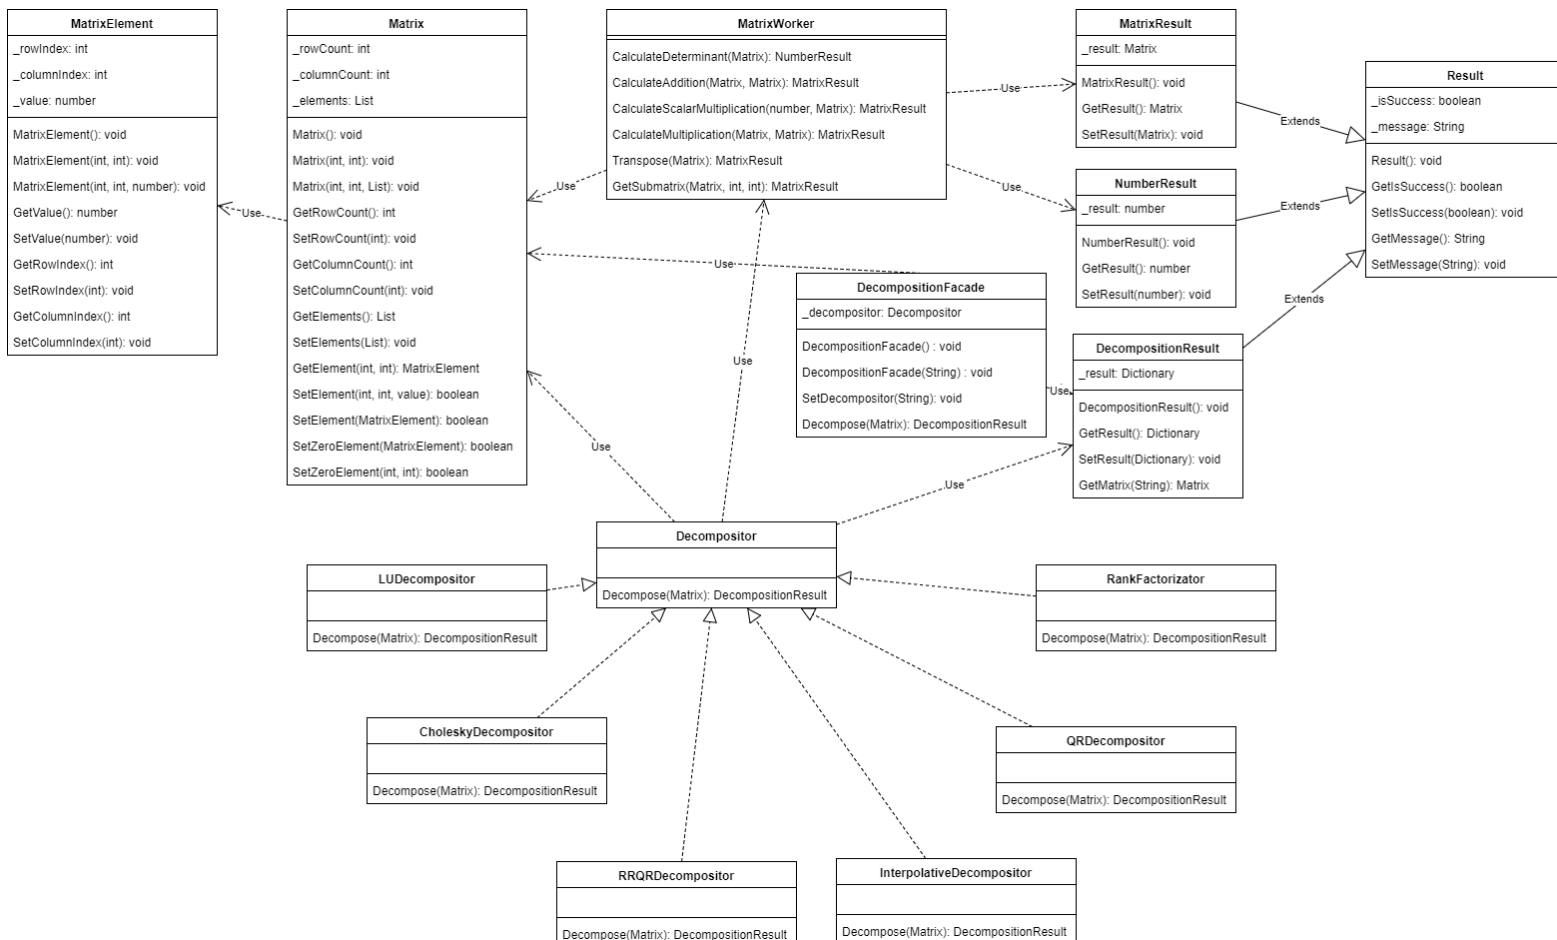 MatrixElement
_rowIndex: int
_columnIndex: int
_value: number
MatrixElement(): void
MatrixElement(int, int): void
MatrixElement(int, int, number): void
GetValue(): number
SetValue(number): void
GetRowIndex(): int
SetRowIndex(int): void
GetColumnIndex(): int
SetColumnIndex(int): void
Use
Matrix
_rowCount: int
_columnCount: int
_elements: List
Matrix(): void
Matrix(int, int): void
Matrix(int, int, List): void
GetRowCount(): int
SetRowCount(int): void
GetColumnCount(): int
SetColumnCount(int): void
GetElements(): List
SetElements(List): void
GetElement(int, int): MatrixElement
SetElement(int, int, value): boolean
SetElement(MatrixElement): boolean
SetZeroElement(MatrixElement): boolean
SetZeroElement(int, int): boolean
Use
MatrixWorker
CalculateDeterminant(Matrix): NumberResult
CalculateAddition(Matrix, Matrix): MatrixResult
CalculateScalarMultiplication(number, Matrix): MatrixResult
CalculateMultiplication(Matrix, Matrix): MatrixResult
Transpose(Matrix): MatrixResult
GetSubmatrix(Matrix, int, int): MatrixResult
Use
Use
MatrixResult
_result: Matrix
MatrixResult(): void
GetResult(): Matrix
SetResult(Matrix): void
Extends
NumberResult
_result: number
NumberResult(): void
GetResult(): number
SetResult(number): void
Extends
Result
_isSuccess: boolean
_message: String
Result(): void
GetIsSuccess(): boolean
SetIsSuccess(boolean): void
GetMessage(): String
SetMessage(String): void
Extends
Use
DecompositionFacade
_decompositor: Decompositor
DecompositionFacade() : void
DecompositionFacade(String) : void
SetDecompositor(String): void
Decompose(Matrix): DecompositionResult
Use
DecompositionResult
_result: Dictionary
DecompositionResult(): void
GetResult(): Dictionary
SetResult(Dictionary): void
GetMatrix(String): Matrix
Use
Use
Use
Decompositor
Decompose(Matrix): DecompositionResult
LUDecompositor
Decompose(Matrix): DecompositionResult
RankFactorizator
Decompose(Matrix): DecompositionResult
CholeskyDecompositor
Decompose(Matrix): DecompositionResult
QRDecompositor
Decompose(Matrix): DecompositionResult
RRQRDecompositor
Decompose(Matrix): DecompositionResult
InterpolativeDecompositor
Decompose(Matrix): DecompositionResult